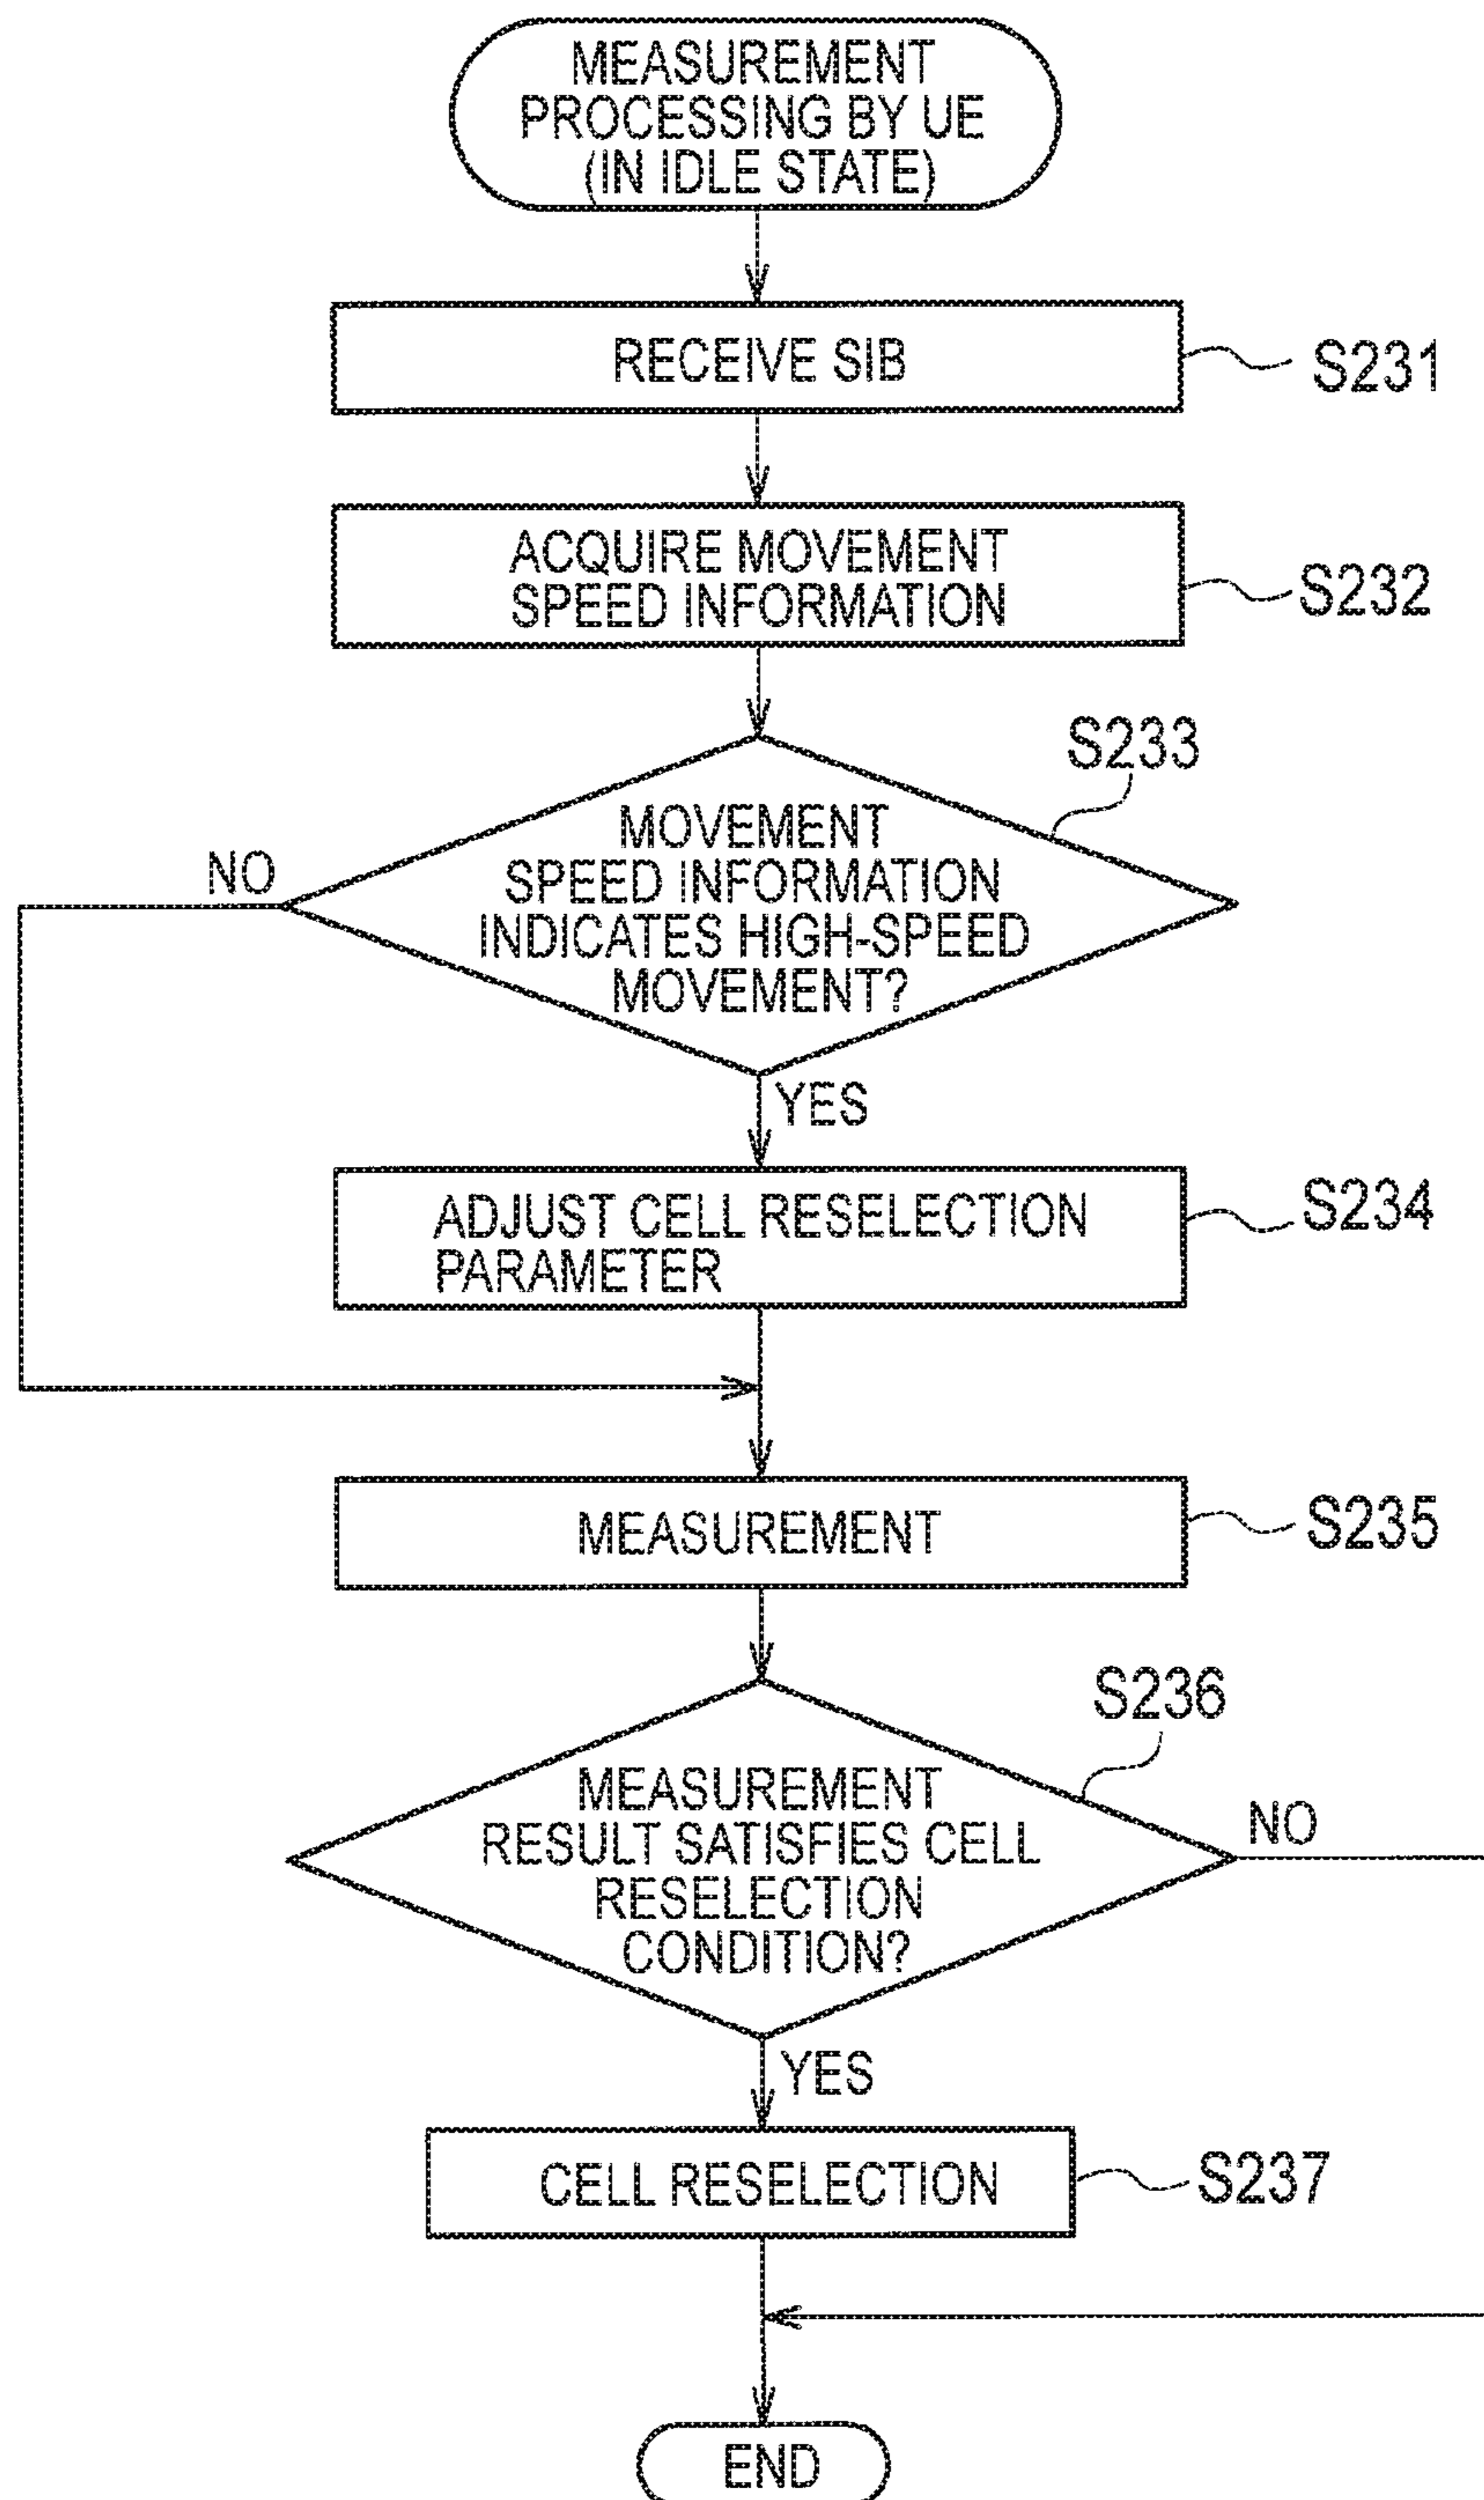 MEASUREMENT
PROCESSING BY UE
(IN IDLE STATE)
RECEIVE SIB
S231
ACQUIRE MOVEMENT
SPEED INFORMATION
S232
S233
MOVEMENT
SPEED INFORMATION
INDICATES HIGH-SPEED
MOVEMENT?
NO
YES
ADJUST CELL RESELECTION
PARAMETER
S234
MEASUREMENT
S235
S236
MEASUREMENT
RESULT SATISFIES CELL
RESELECTION
CONDITION?
NO
YES
CELL RESELECTION
S237
END